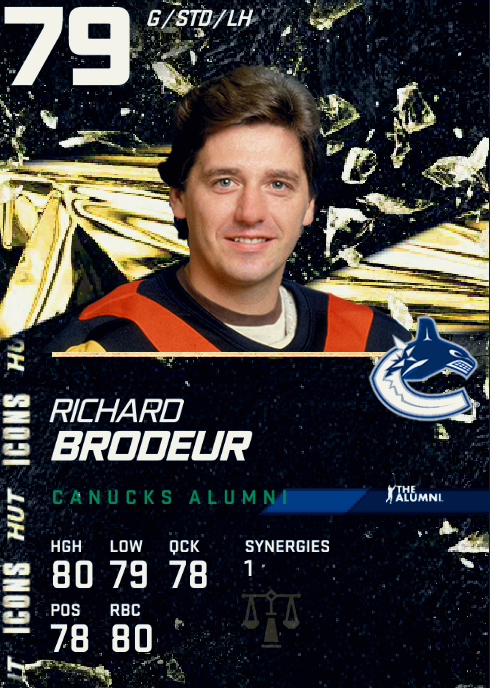 79
G/STD/LH
RICHARD
BRODEUR
CANUCKS ALUMNI
THE
ALUMNI.
HGH LOW QCK SYNERGIES
80 79 78 1
POS RBC
78 80
HUT
ICONS
HUT
ICONS